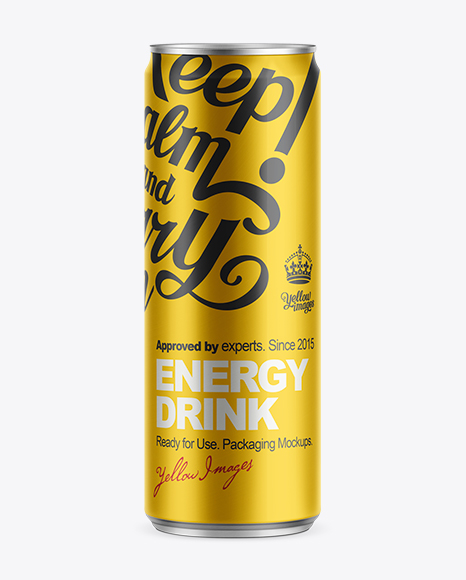 Keep!
alm
and
rry
Yellow
images
Approved by experts. Since 2015
ENERGY
DRINK
Ready for Use. Packaging Mockups.
Yellow Images